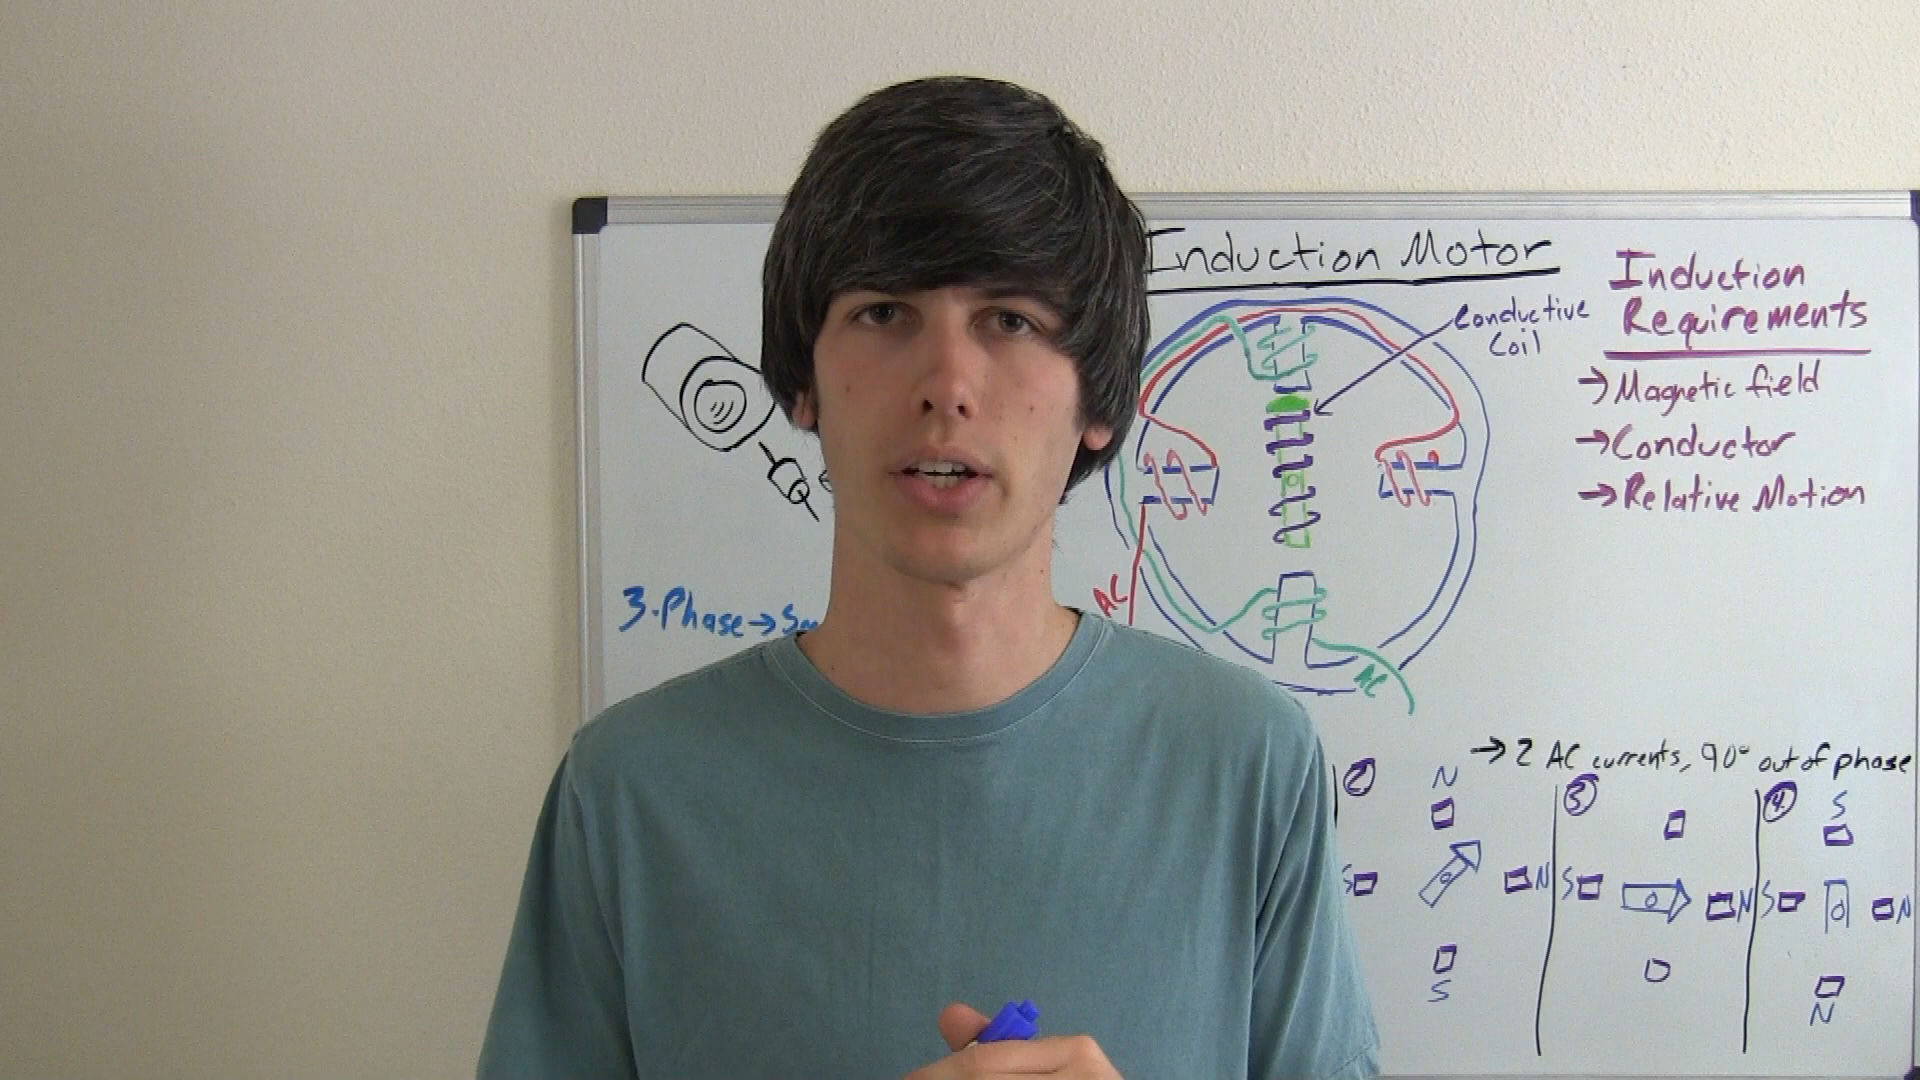 Induction Motor
Induction
Requirements
→ Magnetic field
→ Conductor
→ Relative Motion
Conductive
Coil
AC
AC
3-Phase →
→ 2 AC currents, 90° out of phase
2
N
S
N
S
3
S
N
4
S
S
N
N